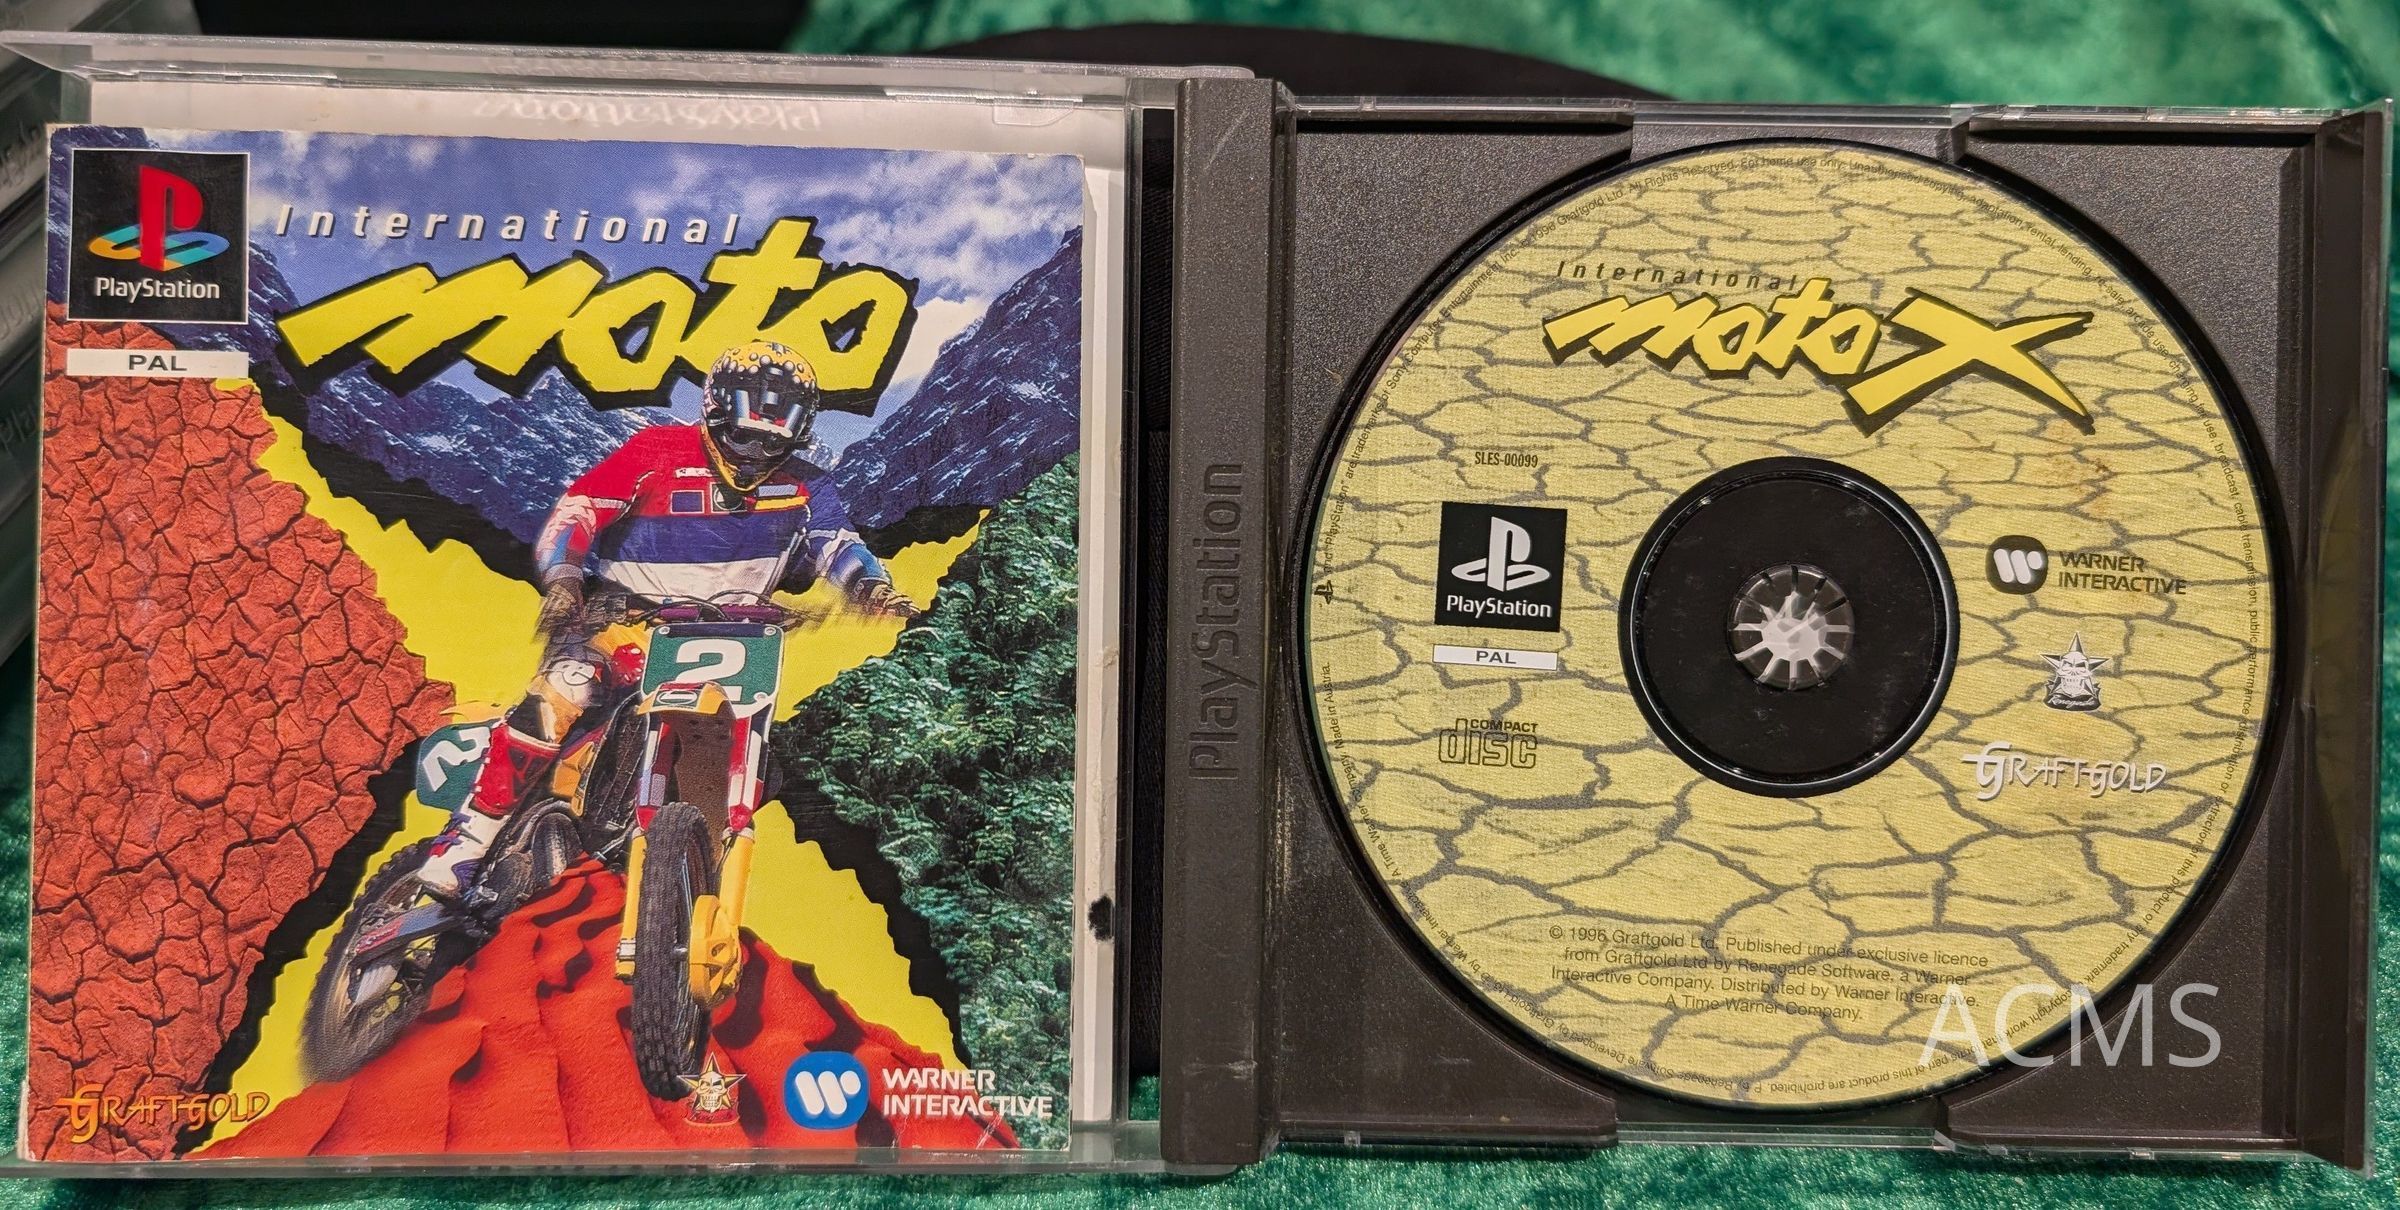 PlayStation
PAL
International
moto
2
2
GRAFTGOLD
WARNER
INTERACTIVE
PlayStation
International
moto X
SLES-00099
PlayStation
PAL
COMPACT
disc
WARNER
INTERACTIVE
Renegade
GRAFTGOLD
© 1996 Graftgold Ltd. Published under exclusive licence
from Graftgold Ltd by Renegade Software, a Warner
Interactive Company. Distributed by Warner Interactive.
A Time Warner Company.
ACMS